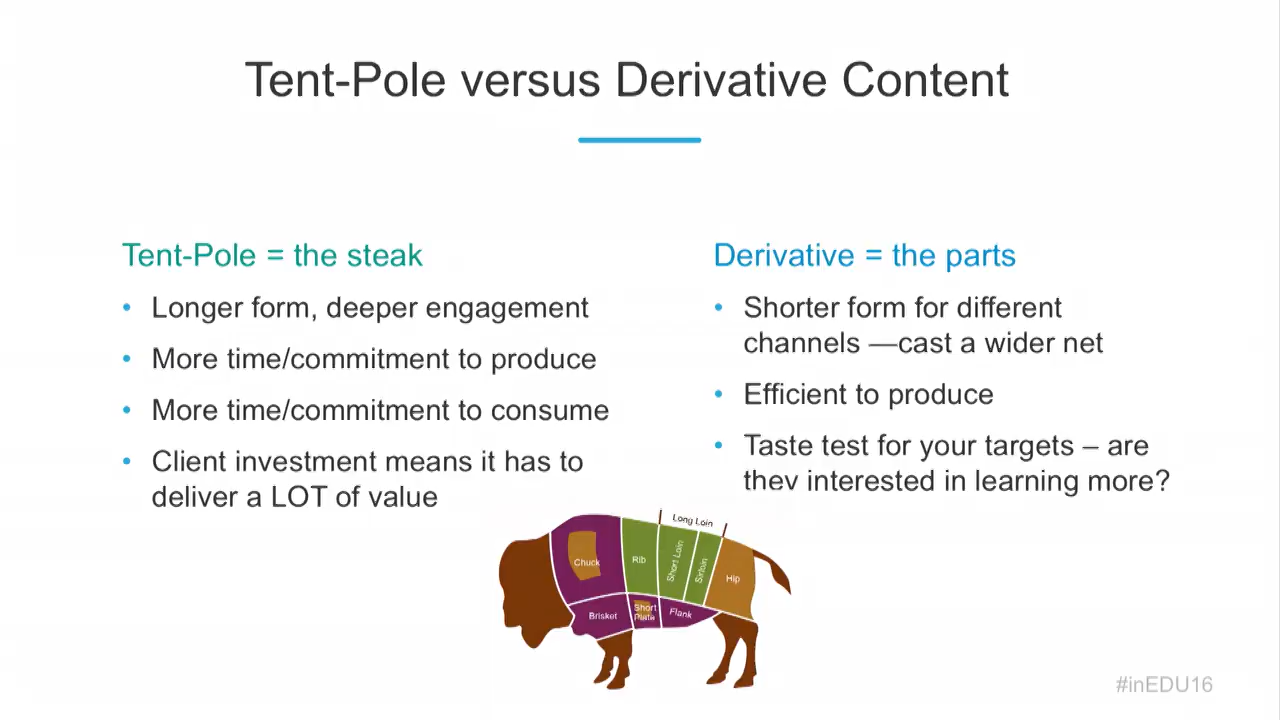 Tent-Pole versus Derivative Content
Tent-Pole = the steak
• Longer form, deeper engagement
• More time/commitment to produce
• More time/commitment to consume
• Client investment means it has to
deliver a LOT of value
Derivative = the parts
• Shorter form for different
channels —cast a wider net
• Efficient to produce
• Taste test for your targets – are
they interested in learning more?
Long Loin
Chuck
Rib
Short Loin
Sirloin
Hip
Brisket
Short
Plate
Flank
#inEDU16